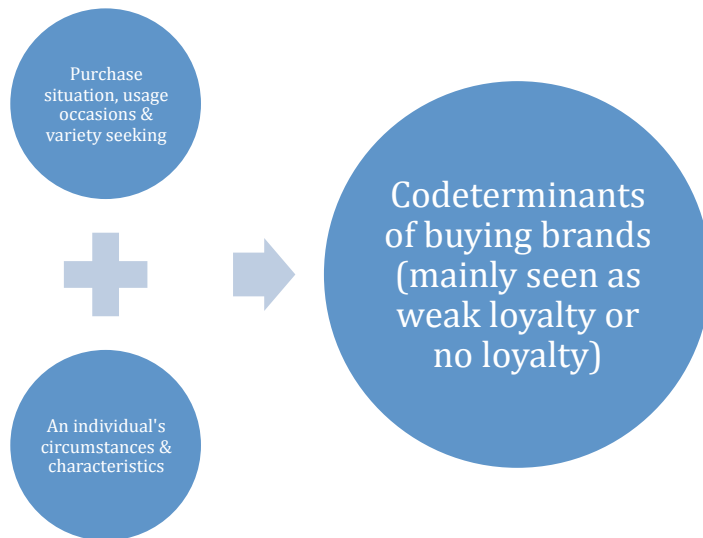 Purchase
situation, usage
occasions &
variety seeking
An individual's
circumstances &
characteristics
Codeterminants
of buying brands
(mainly seen as
weak loyalty or
no loyalty)